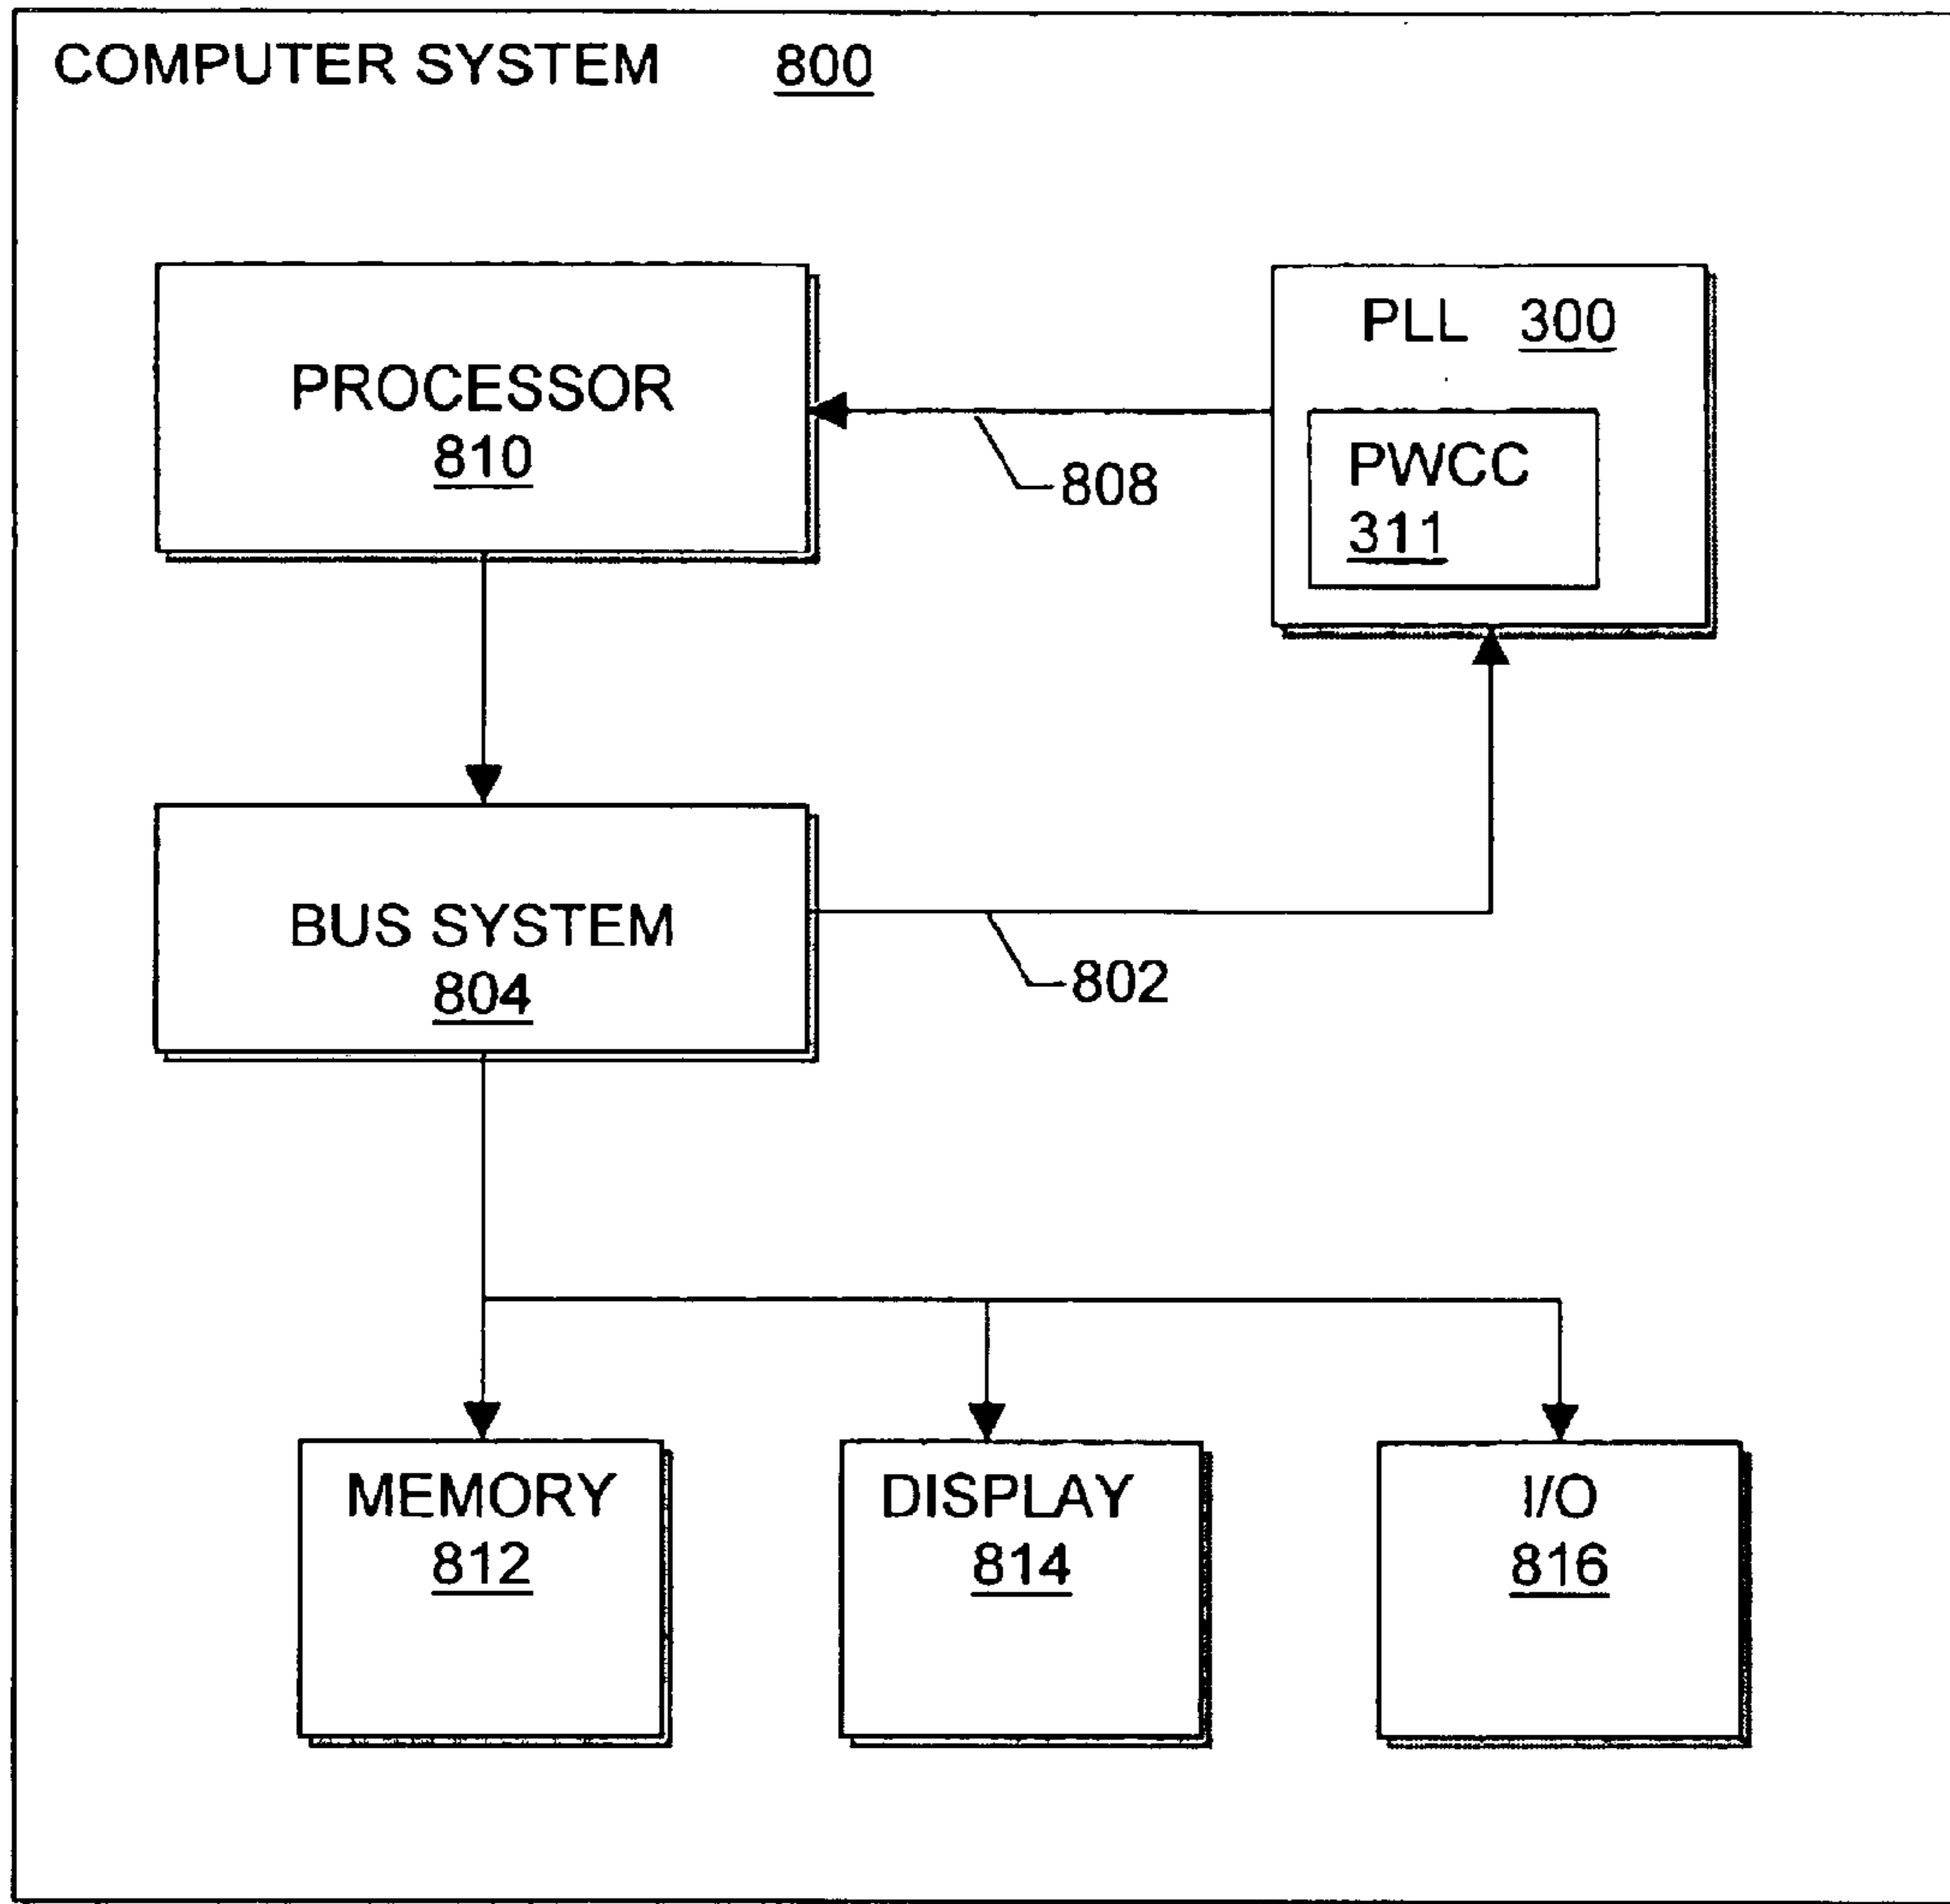 COMPUTER SYSTEM 800
PROCESSOR
810
PLL 300
PWCC
311
808
BUS SYSTEM
804
802
MEMORY
812
DISPLAY
814
I/O
816